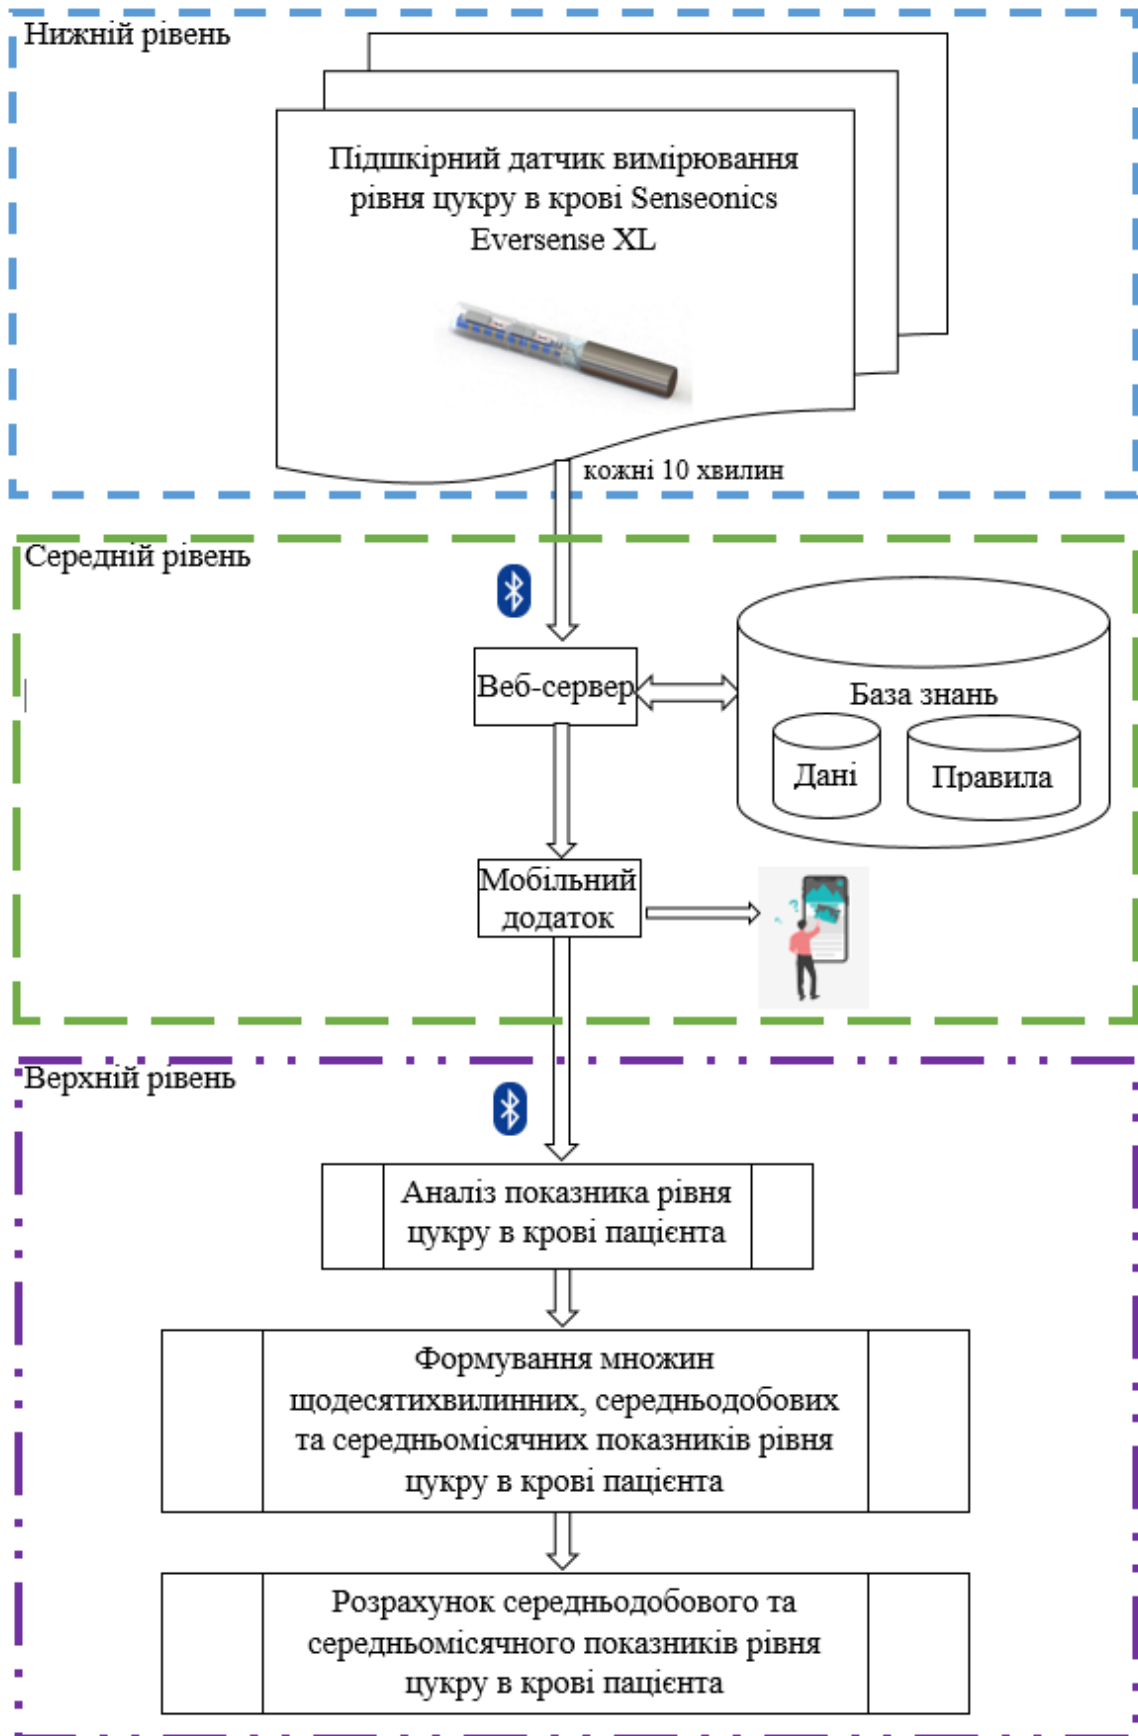 Нижній рівень
Підшкірний датчик вимірювання
рівня цукру в крові Senseonics
Eversense XL
кожні 10 хвилин
Середній рівень
Веб-сервер
База знань
Дані
Правила
Мобільний
додаток
Верхній рівень
Аналіз показника рівня
цукру в крові пацієнта
Формування множин
щодесятихвилинних, середньодобових
та середньомісячних показників рівня
цукру в крові пацієнта
Розрахунок середньодобового та
середньомісячного показників рівня
цукру в крові пацієнта